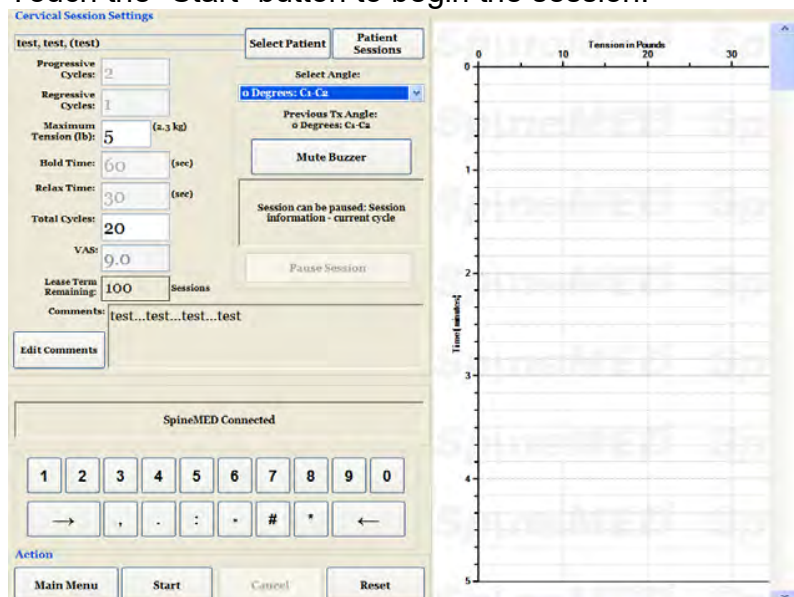 Touch the "Start" button to begin the session.
Cervical Session Settings
test, test, (test)
Select Patient
Patient Sessions
Progressive Cycles:
2
Select Angle:
0 Degrees: C1-C2
Regressive Cycles:
1
Previous Tx Angle:
0 Degrees: C1-C2
Maximum Tension (lb):
5
(2.3 kg)
Mute Buzzer
Hold Time:
60
(sec)
Relax Time:
30
(sec)
Session can be paused: Session
information - current cycle
Total Cycles:
20
VAS:
9.0
Pause Session
Lease Term Remaining:
100
Sessions
Comments:
test...test...test...test
Edit Comments
SpineMED Connected
1 2 3 4 5 6 7 8 9 0
→ , . : - # * ←
Action
Main Menu
Start
Cancel
Reset
Tension in Pounds
0 10 20 30
Time[minutes]
0
1
2
3
4
5
SpineMED